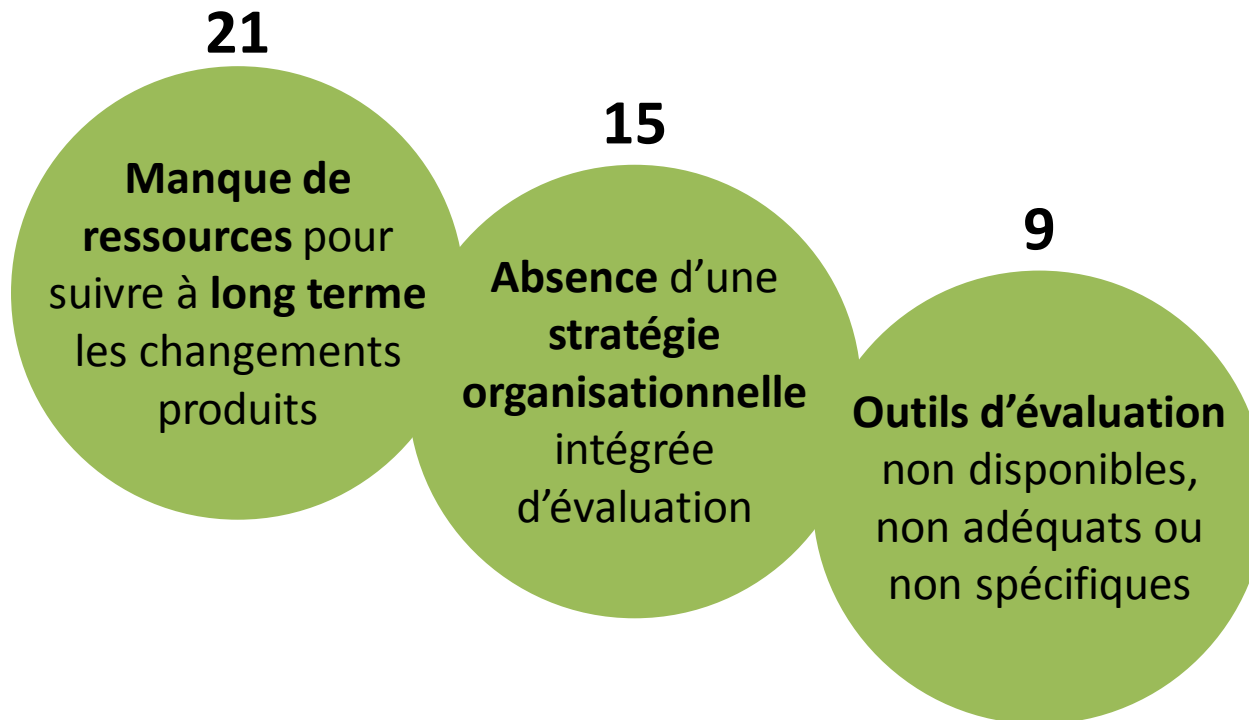 21
Manque de
ressources pour
suivre à long terme
les changements
produits
15
Absence d’une
stratégie
organisationnelle
intégrée
d’évaluation
9
Outils d’évaluation
non disponibles,
non adéquats ou
non spécifiques